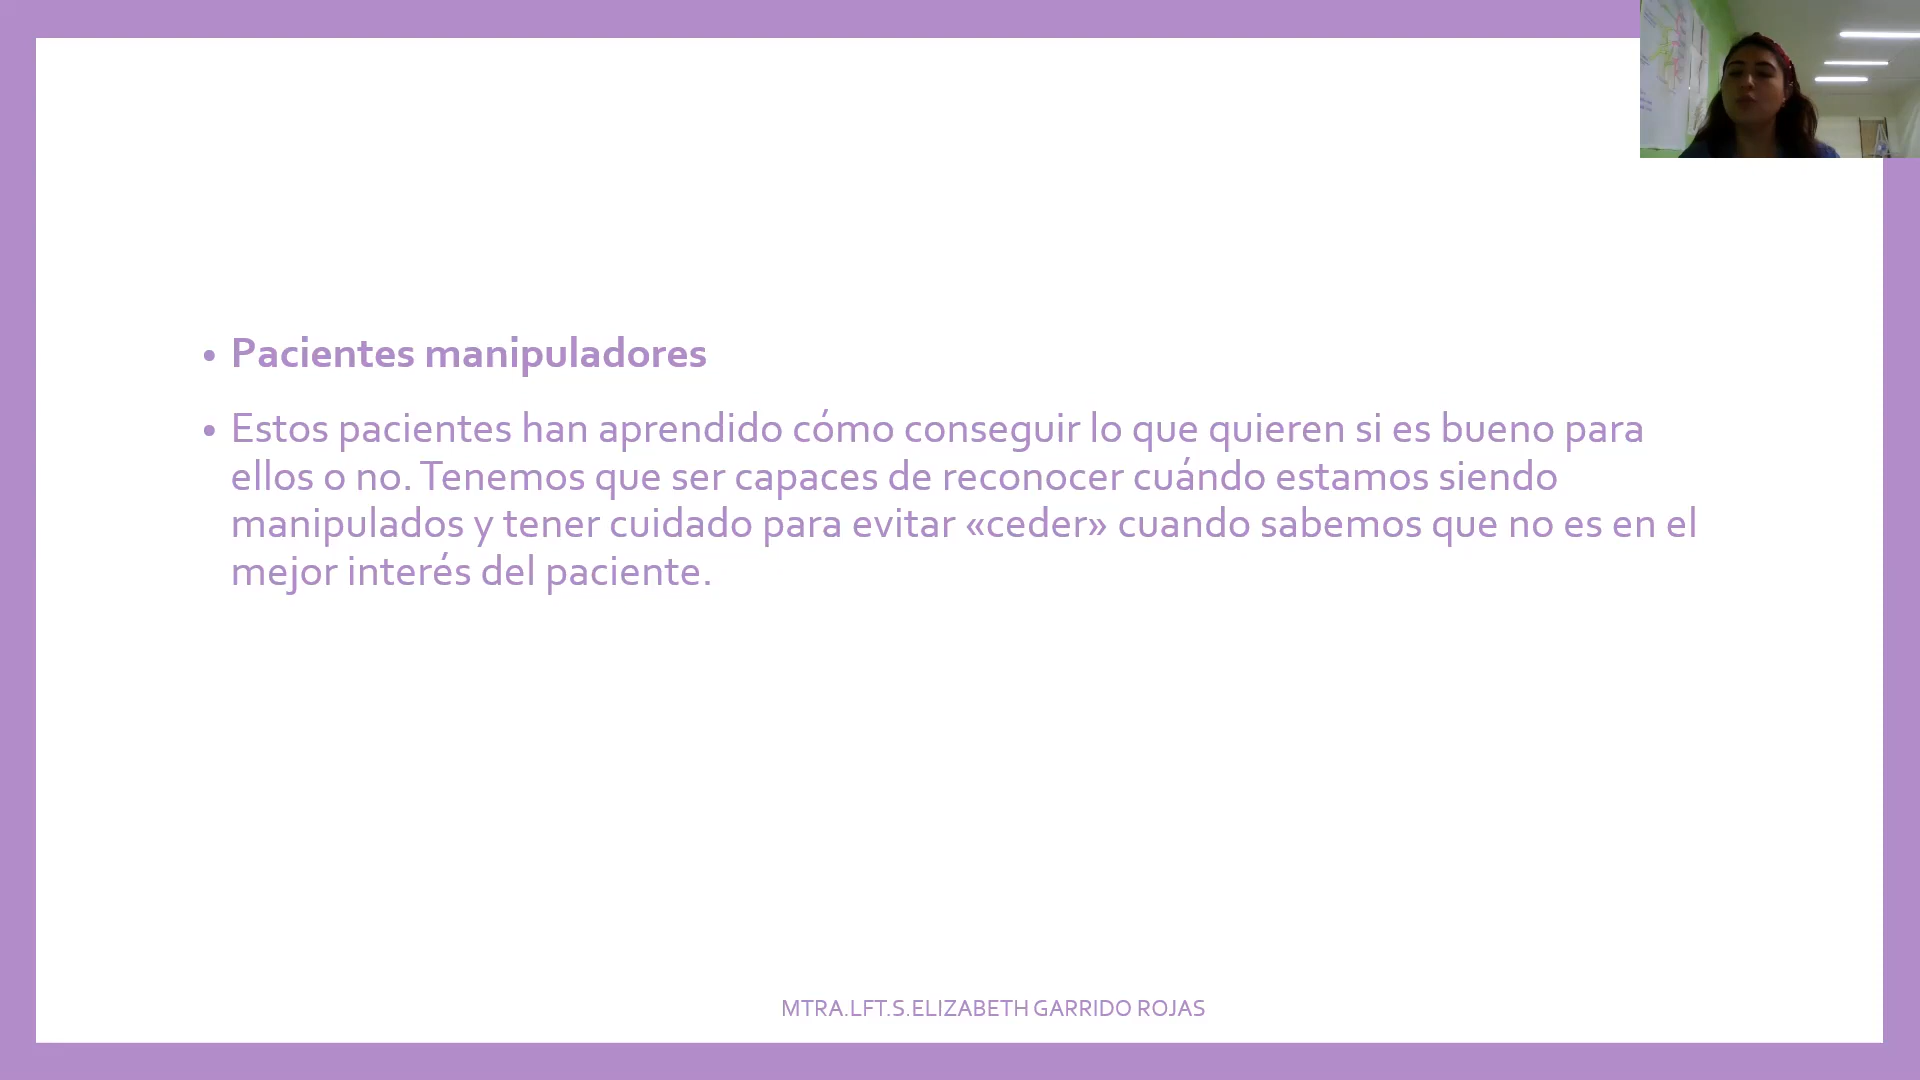 • Pacientes manipuladores
• Estos pacientes han aprendido cómo conseguir lo que quieren si es bueno para
ellos o no. Tenemos que ser capaces de reconocer cuándo estamos siendo
manipulados y tener cuidado para evitar «ceder» cuando sabemos que no es en el
mejor interés del paciente.
MTRA.LFT.S.ELIZABETH GARRIDO ROJAS